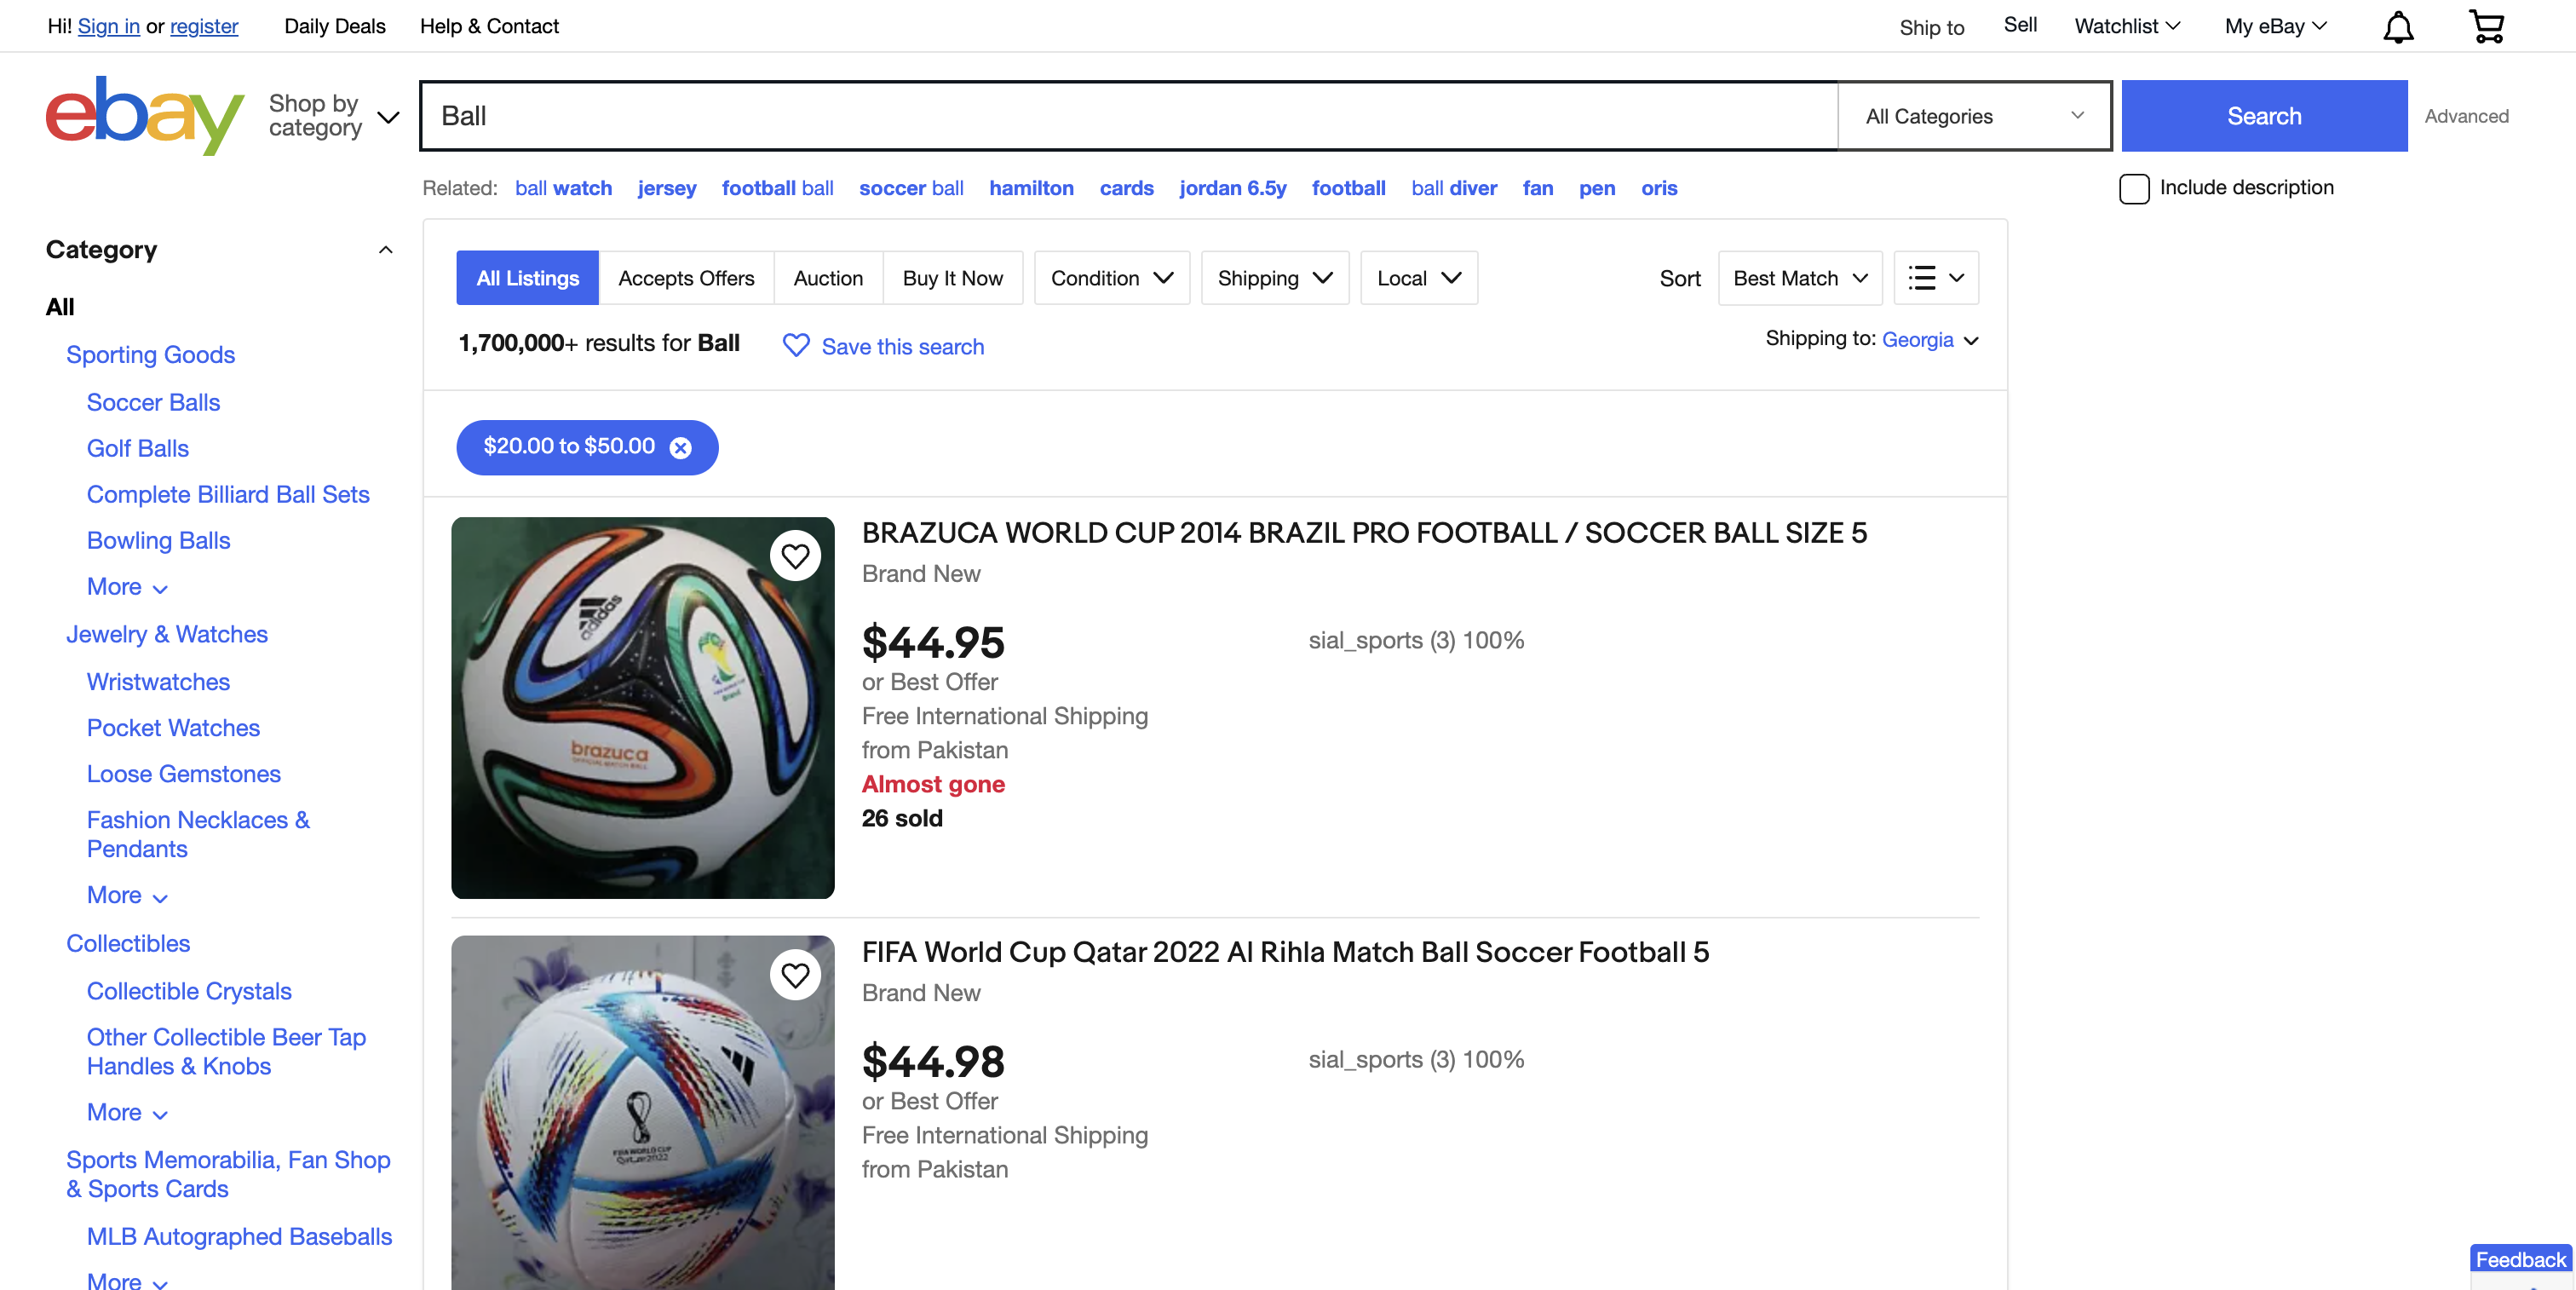 Hi! Sign in or register Daily Deals Help & Contact Ship to Sell Watchlist My eBay
ebay Shop by category Ball All Categories Search Advanced
Related: ball watch jersey football ball soccer ball hamilton cards jordan 6.5y football ball diver fan pen oris Include description
Category
All
Sporting Goods
Soccer Balls
Golf Balls
Complete Billiard Ball Sets
Bowling Balls
More
Jewelry & Watches
Wristwatches
Pocket Watches
Loose Gemstones
Fashion Necklaces &
Pendants
More
Collectibles
Collectible Crystals
Other Collectible Beer Tap
Handles & Knobs
More
Sports Memorabilia, Fan Shop
& Sports Cards
MLB Autographed Baseballs
More
All Listings Accepts Offers Auction Buy It Now Condition Shipping Local Sort Best Match
1,700,000+ results for Ball Save this search Shipping to: Georgia
$20.00 to $50.00
adidas
brazuca
BRAZUCA WORLD CUP 2014 BRAZIL PRO FOOTBALL / SOCCER BALL SIZE 5
Brand New
$44.95 sial_sports (3) 100%
or Best Offer
Free International Shipping
from Pakistan
Almost gone
26 sold
FIFA WORLD CUP
Qatar2022
FIFA World Cup Qatar 2022 Al Rihla Match Ball Soccer Football 5
Brand New
$44.98 sial_sports (3) 100%
or Best Offer
Free International Shipping
from Pakistan
Feedback